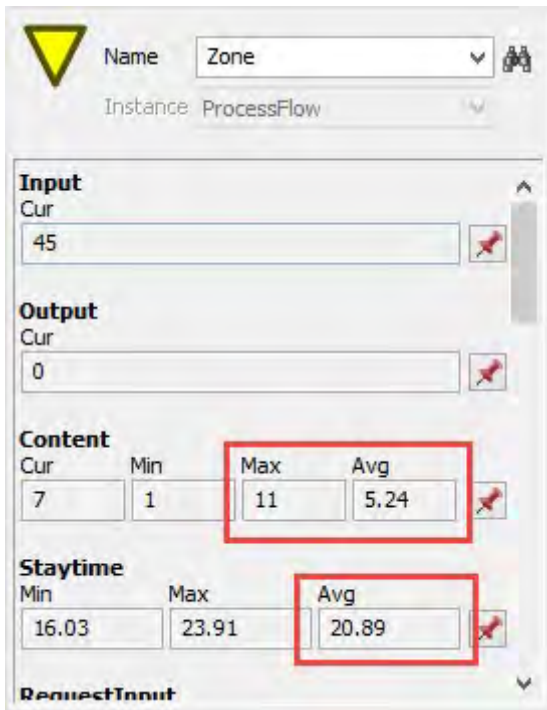 Name Zone
Instance ProcessFlow
Input
Cur
45
Output
Cur
0
Content
Cur Min Max Avg
7 1 11 5.24
Staytime
Min Max Avg
16.03 23.91 20.89
RequestInput